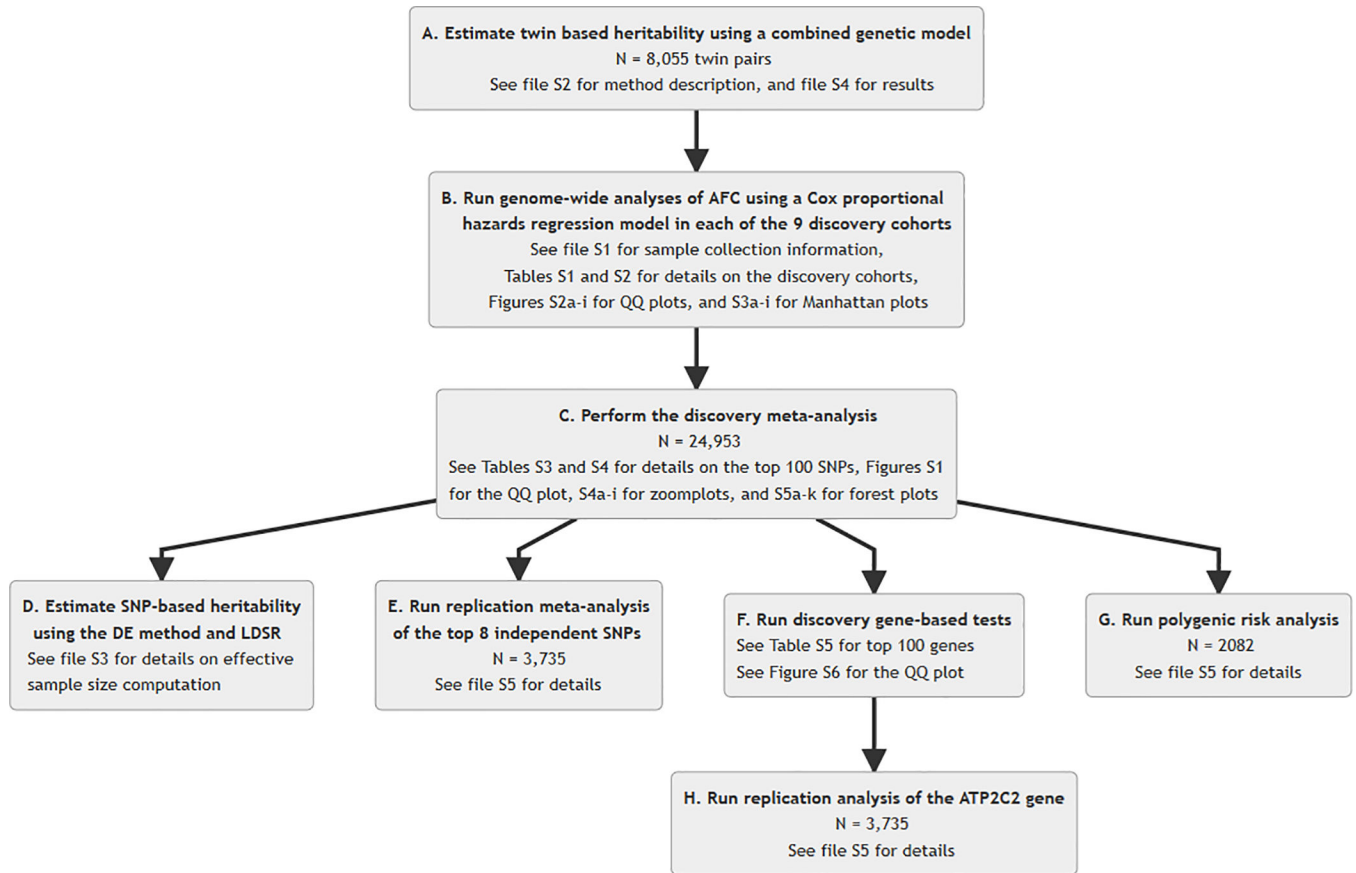 A. Estimate twin based heritability using a combined genetic model
N = 8,055 twin pairs
See file S2 for method description, and file S4 for results
B. Run genome-wide analyses of AFC using a Cox proportional
hazards regression model in each of the 9 discovery cohorts
See file S1 for sample collection information,
Tables S1 and S2 for details on the discovery cohorts,
Figures S2a-i for QQ plots, and S3a-i for Manhattan plots
C. Perform the discovery meta-analysis
N = 24,953
See Tables S3 and S4 for details on the top 100 SNPs, Figures S1
for the QQ plot, S4a-i for zoomplots, and S5a-k for forest plots
D. Estimate SNP-based heritability
using the DE method and LDSR
See file S3 for details on effective
sample size computation
E. Run replication meta-analysis
of the top 8 independent SNPs
N = 3,735
See file S5 for details
F. Run discovery gene-based tests
See Table S5 for top 100 genes
See Figure S6 for the QQ plot
G. Run polygenic risk analysis
N = 2082
See file S5 for details
H. Run replication analysis of the ATP2C2 gene
N = 3,735
See file S5 for details